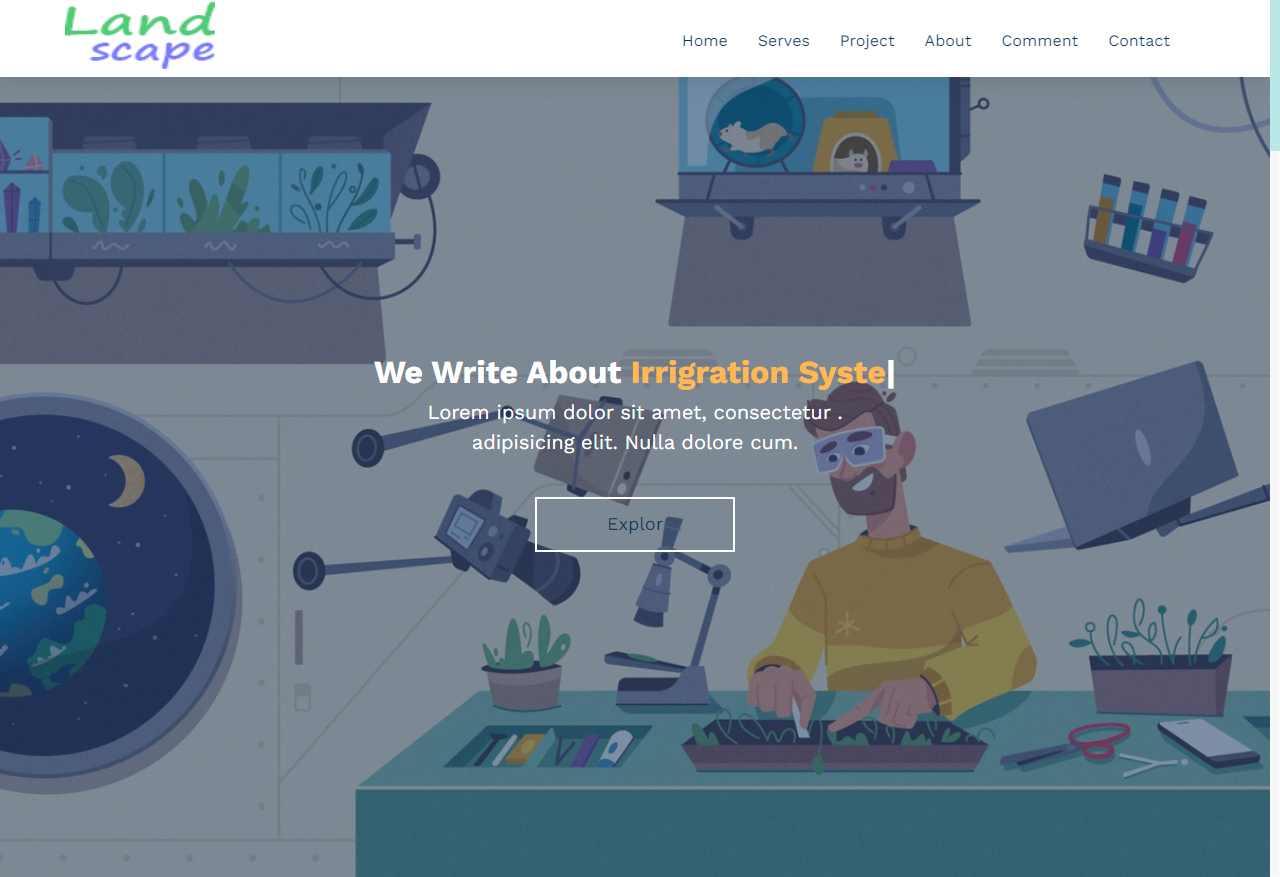 Land
scape
Home Serves Project About Comment Contact
We Write About Irrigration Syste|
Lorem ipsum dolor sit amet, consectetur .
adipisicing elit. Nulla dolore cum.
Explor